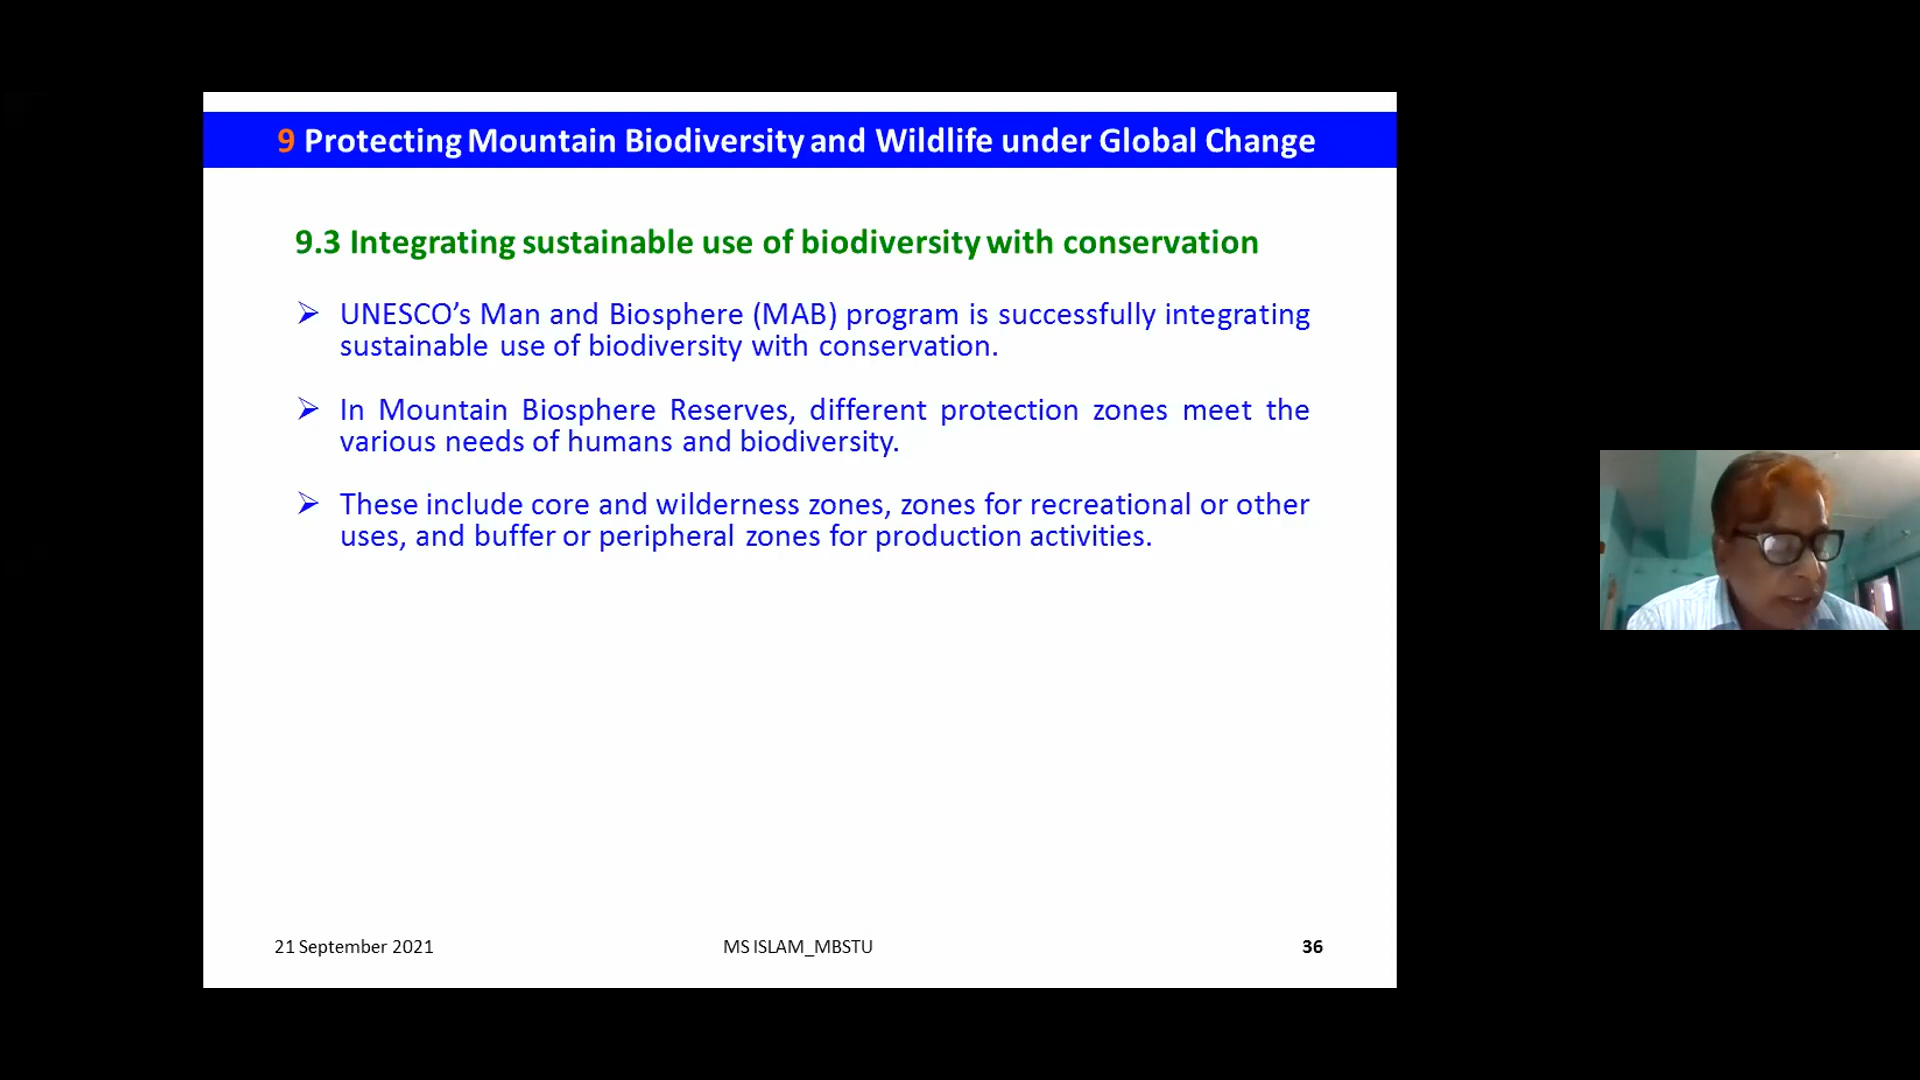 9 Protecting Mountain Biodiversity and Wildlife under Global Change
9.3 Integrating sustainable use of biodiversity with conservation
➢ UNESCO’s Man and Biosphere (MAB) program is successfully integrating
sustainable use of biodiversity with conservation.
➢ In Mountain Biosphere Reserves, different protection zones meet the
various needs of humans and biodiversity.
➢ These include core and wilderness zones, zones for recreational or other
uses, and buffer or peripheral zones for production activities.
21 September 2021
MS ISLAM_MBSTU
36